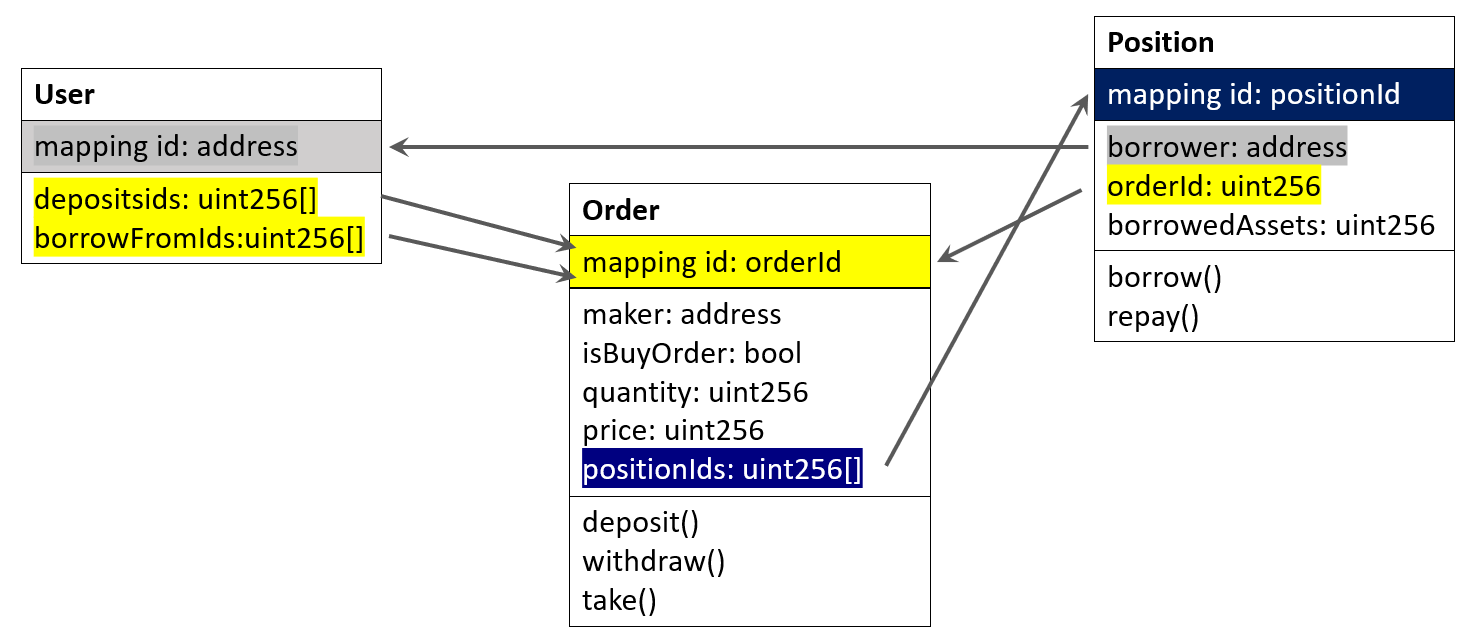 User
mapping id: address
depositsids: uint256[]
borrowFromIds:uint256[]
Order
mapping id: orderId
maker: address
isBuyOrder: bool
quantity: uint256
price: uint256
positionIds: uint256[]
deposit()
withdraw()
take()
Position
mapping id: positionId
borrower: address
orderId: uint256
borrowedAssets: uint256
borrow()
repay()